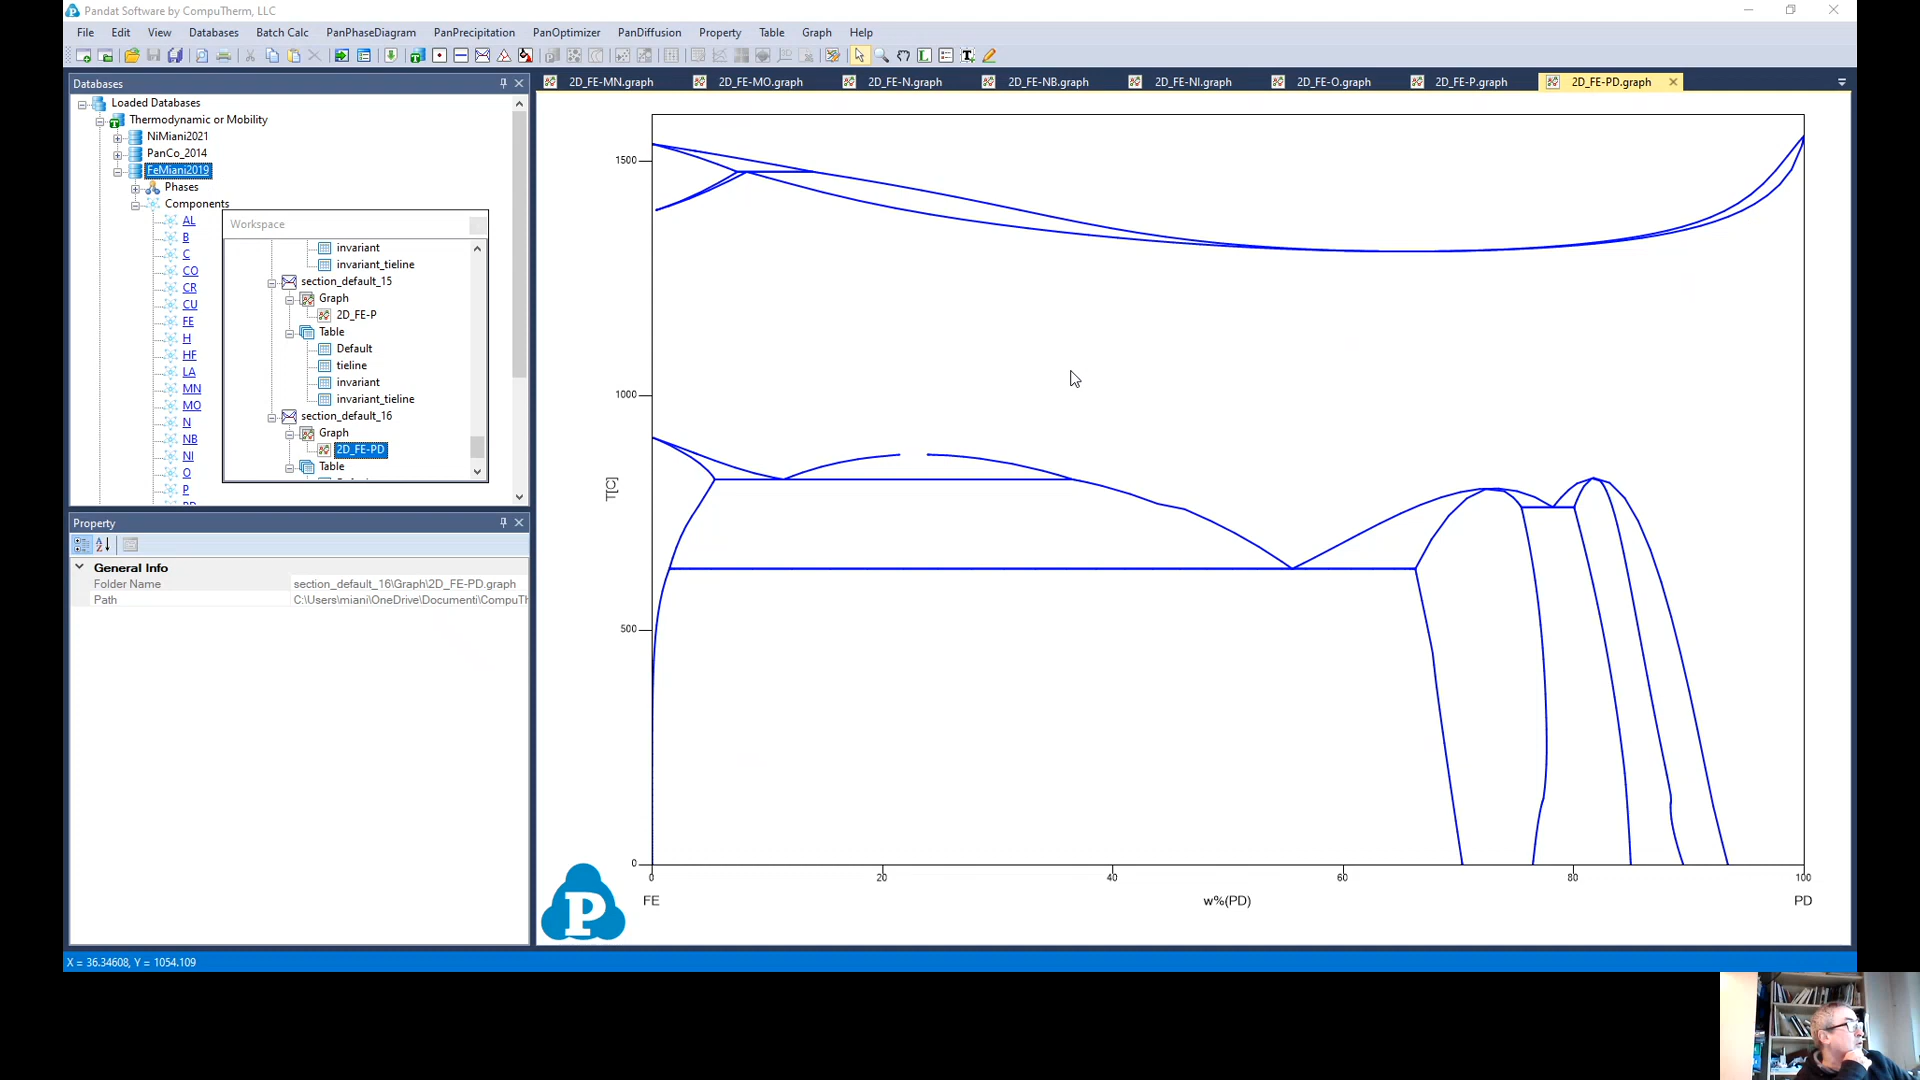 Pandat Software by CompuTherm, LLC
File Edit View Databases Batch Calc PanPhaseDiagram PanPrecipitation PanOptimizer PanDiffusion Property Table Graph Help
Databases
Loaded Databases
Thermodynamic or Mobility
NiMiani2021
PanCo_2014
FeMiani2019
Phases
Components
AL
B
C
CO
CR
CU
FE
H
HF
LA
MN
MO
N
NB
NI
O
P
Workspace
invariant
invariant_tieline
section_default_15
Graph
2D_FE-P
Table
Default
tieline
invariant
invariant_tieline
section_default_16
Graph
2D_FE-PD
Table
2D_FE-MN.graph 2D_FE-MO.graph 2D_FE-N.graph 2D_FE-NB.graph 2D_FE-NI.graph 2D_FE-O.graph 2D_FE-P.graph 2D_FE-PD.graph
1500
1000
T[C]
500
0
0 20 40 60 80 100
FE w%(PD) PD
P
Property
General Info
Folder Name section_default_16\Graph\2D_FE-PD.graph
Path C:\Users\miani\OneDrive\Documenti\CompuTh
X = 36.34608, Y = 1054.109